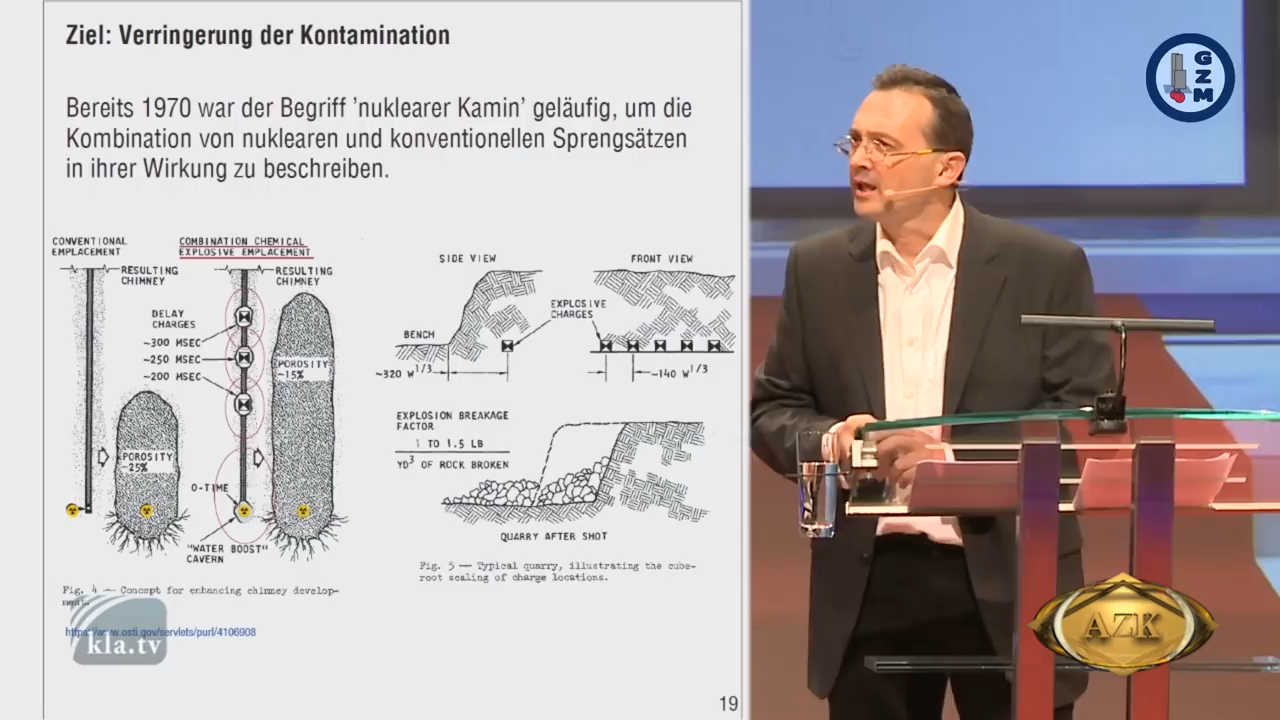 Ziel: Verringerung der Kontamination
Bereits 1970 war der Begriff 'nuklearer Kamin' geläufig, um die
Kombination von nuklearen und konventionellen Sprengsätzen
in ihrer Wirkung zu beschreiben.
CONVENTIONAL
EMPLACEMENT
RESULTING
CHIMNEY
COMBINATION CHEMICAL
EXPLOSIVE EMPLACEMENT
RESULTING
CHIMNEY
DELAY
CHARGES
~300 MSEC
~250 MSEC
~200 MSEC
POROSITY
~25%
POROSITY
~15%
0-TIME
"WATER BOOST"
CAVERN
Fig. 4 — Concept for enhancing chimney develop-
ment.
SIDE VIEW
FRONT VIEW
EXPLOSIVE
CHARGES
BENCH
~320 W1/3
~140 W1/3
EXPLOSION BREAKAGE
FACTOR
1 TO 1.5 LB
YD3 OF ROCK BROKEN
QUARRY AFTER SHOT
Fig. 5 — Typical quarry, illustrating the cube-
root scaling of charge locations.
https://www.osti.gov/servlets/purl/4106908
kla.tv
19
GZM
AZK